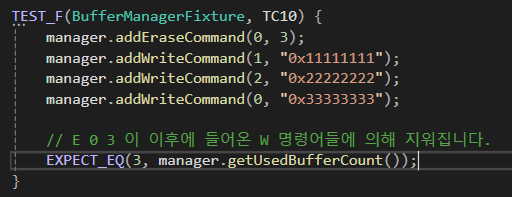 TEST_F(BufferManagerFixture, TC10) {
manager.addEraseCommand(0, 3);
manager.addWriteCommand(1, "0x11111111");
manager.addWriteCommand(2, "0x22222222");
manager.addWriteCommand(0, "0x33333333");
// E 0 3 이 이후에 들어온 W 명령어들에 의해 지워집니다.
EXPECT_EQ(3, manager.getUsedBufferCount());
}